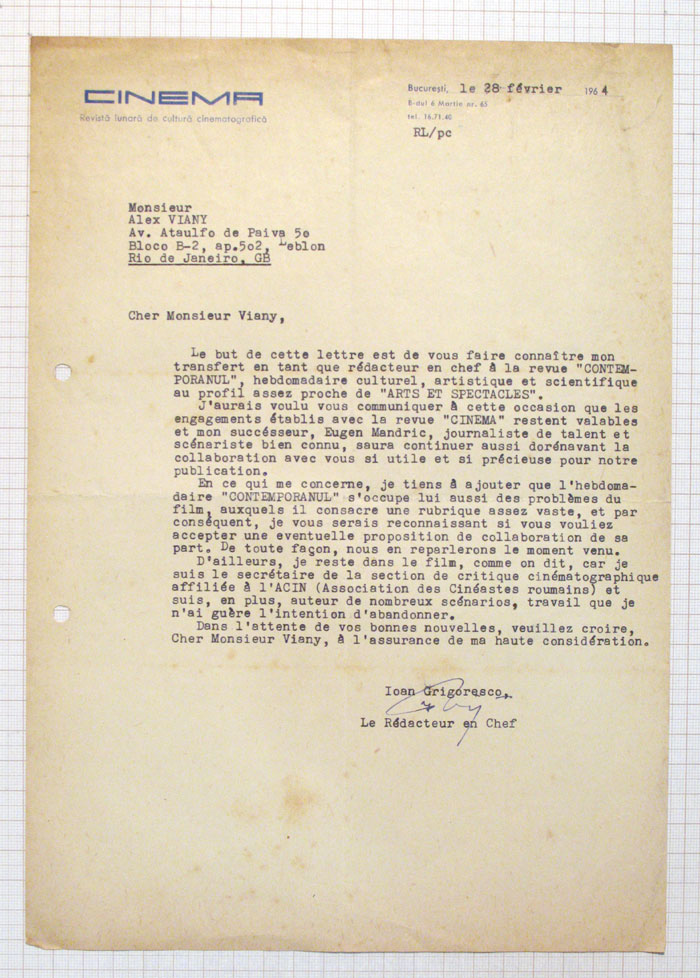 CINEMA
Revistă lunară de cultură cinematografică
Bucureşti, le 28 février 1964
B-dul 6 Martie nr. 65
tel. 16.71.40
RL/pc
Monsieur
Alex VIANY
Av. Ataulfo de Paiva 5o
Bloco B-2, ap.5o2, Leblon
Rio de Janeiro, GB
Cher Monsieur Viany,
Le but de cette lettre est de vous faire connaître mon
transfert en tant que rédacteur en chef à la revue "CONTEM-
PORANUL", hebdomadaire culturel, artistique et scientifique
au profil assez proche de "ARTS ET SPECTACLES".
J'aurais voulu vous communiquer à cette occasion que les
engagements établis avec la revue "CINEMA" restent valables
et mon succésseur, Eugen Mandric, journaliste de talent et
scénariste bien connu, saura continuer aussi dorénavant la
collaboration avec vous si utile et si précieuse pour notre
publication.
En ce qui me concerne, je tiens à ajouter que l'hebdoma-
daire "CONTEMPORANUL" s'occupe lui aussi des problèmes du
film, auxquels il consacre une rubrique assez vaste, et par
conséquent, je vous serais reconnaissant si vous vouliez
accepter une eventuelle proposition de collaboration de sa
part. De toute façon, nous en reparlerons le moment venu.
D'ailleurs, je reste dans le film, comme on dit, car je
suis le secrétaire de la section de critique cinématographique
affiliée à l'ACIN (Association des Cinéastes roumains) et
suis, en plus, auteur de nombreux scénarios, travail que je
n'ai guère l'intention d'abandonner.
Dans l'attente de vos bonnes nouvelles, veuillez croire,
Cher Monsieur Viany, à l'assurance de ma haute considération.
Ioan Grigoresco,
Le Rédacteur en Chef